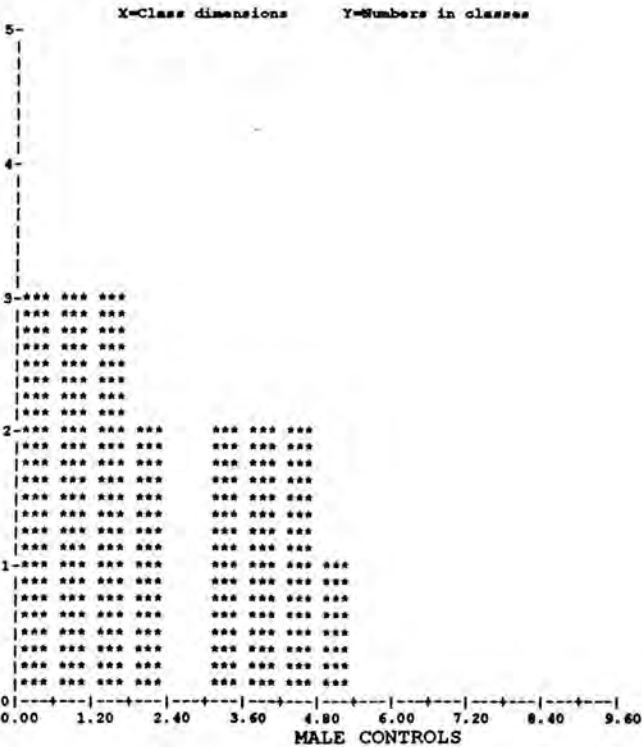 X=Class dimensions Y=Numbers in classes
5
4
3 *** *** ***
*** *** ***
*** *** ***
*** *** ***
*** *** ***
*** *** ***
*** *** ***
*** *** ***
2 *** *** *** *** *** *** ***
*** *** *** *** *** *** ***
*** *** *** *** *** *** ***
*** *** *** *** *** *** ***
*** *** *** *** *** *** ***
*** *** *** *** *** *** ***
*** *** *** *** *** *** ***
*** *** *** *** *** *** ***
1 *** *** *** *** *** *** *** ***
*** *** *** *** *** *** *** ***
*** *** *** *** *** *** *** ***
*** *** *** *** *** *** *** ***
*** *** *** *** *** *** *** ***
*** *** *** *** *** *** *** ***
*** *** *** *** *** *** *** ***
*** *** *** *** *** *** *** ***
0
0.00 1.20 2.40 3.60 4.80 6.00 7.20 8.40 9.60
MALE CONTROLS